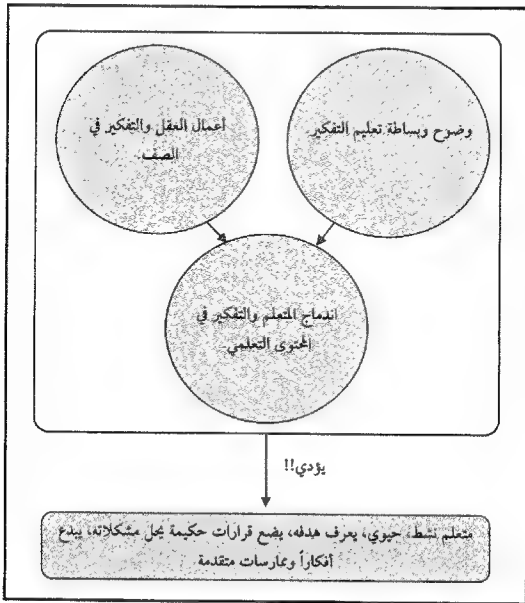 وضوح وبساطة تعليم التفكير
أعمال العقل والتفكير في
الصف
اندماج المتعلم والتفكير في
المحتوى التعلمي
يؤدي!!
متعلم نشط، حيوي، يعرف هدفه، يضع قرارات حكيمة يحل مشكلاته، يبدع
أفكاراً وممارسات متقدمة